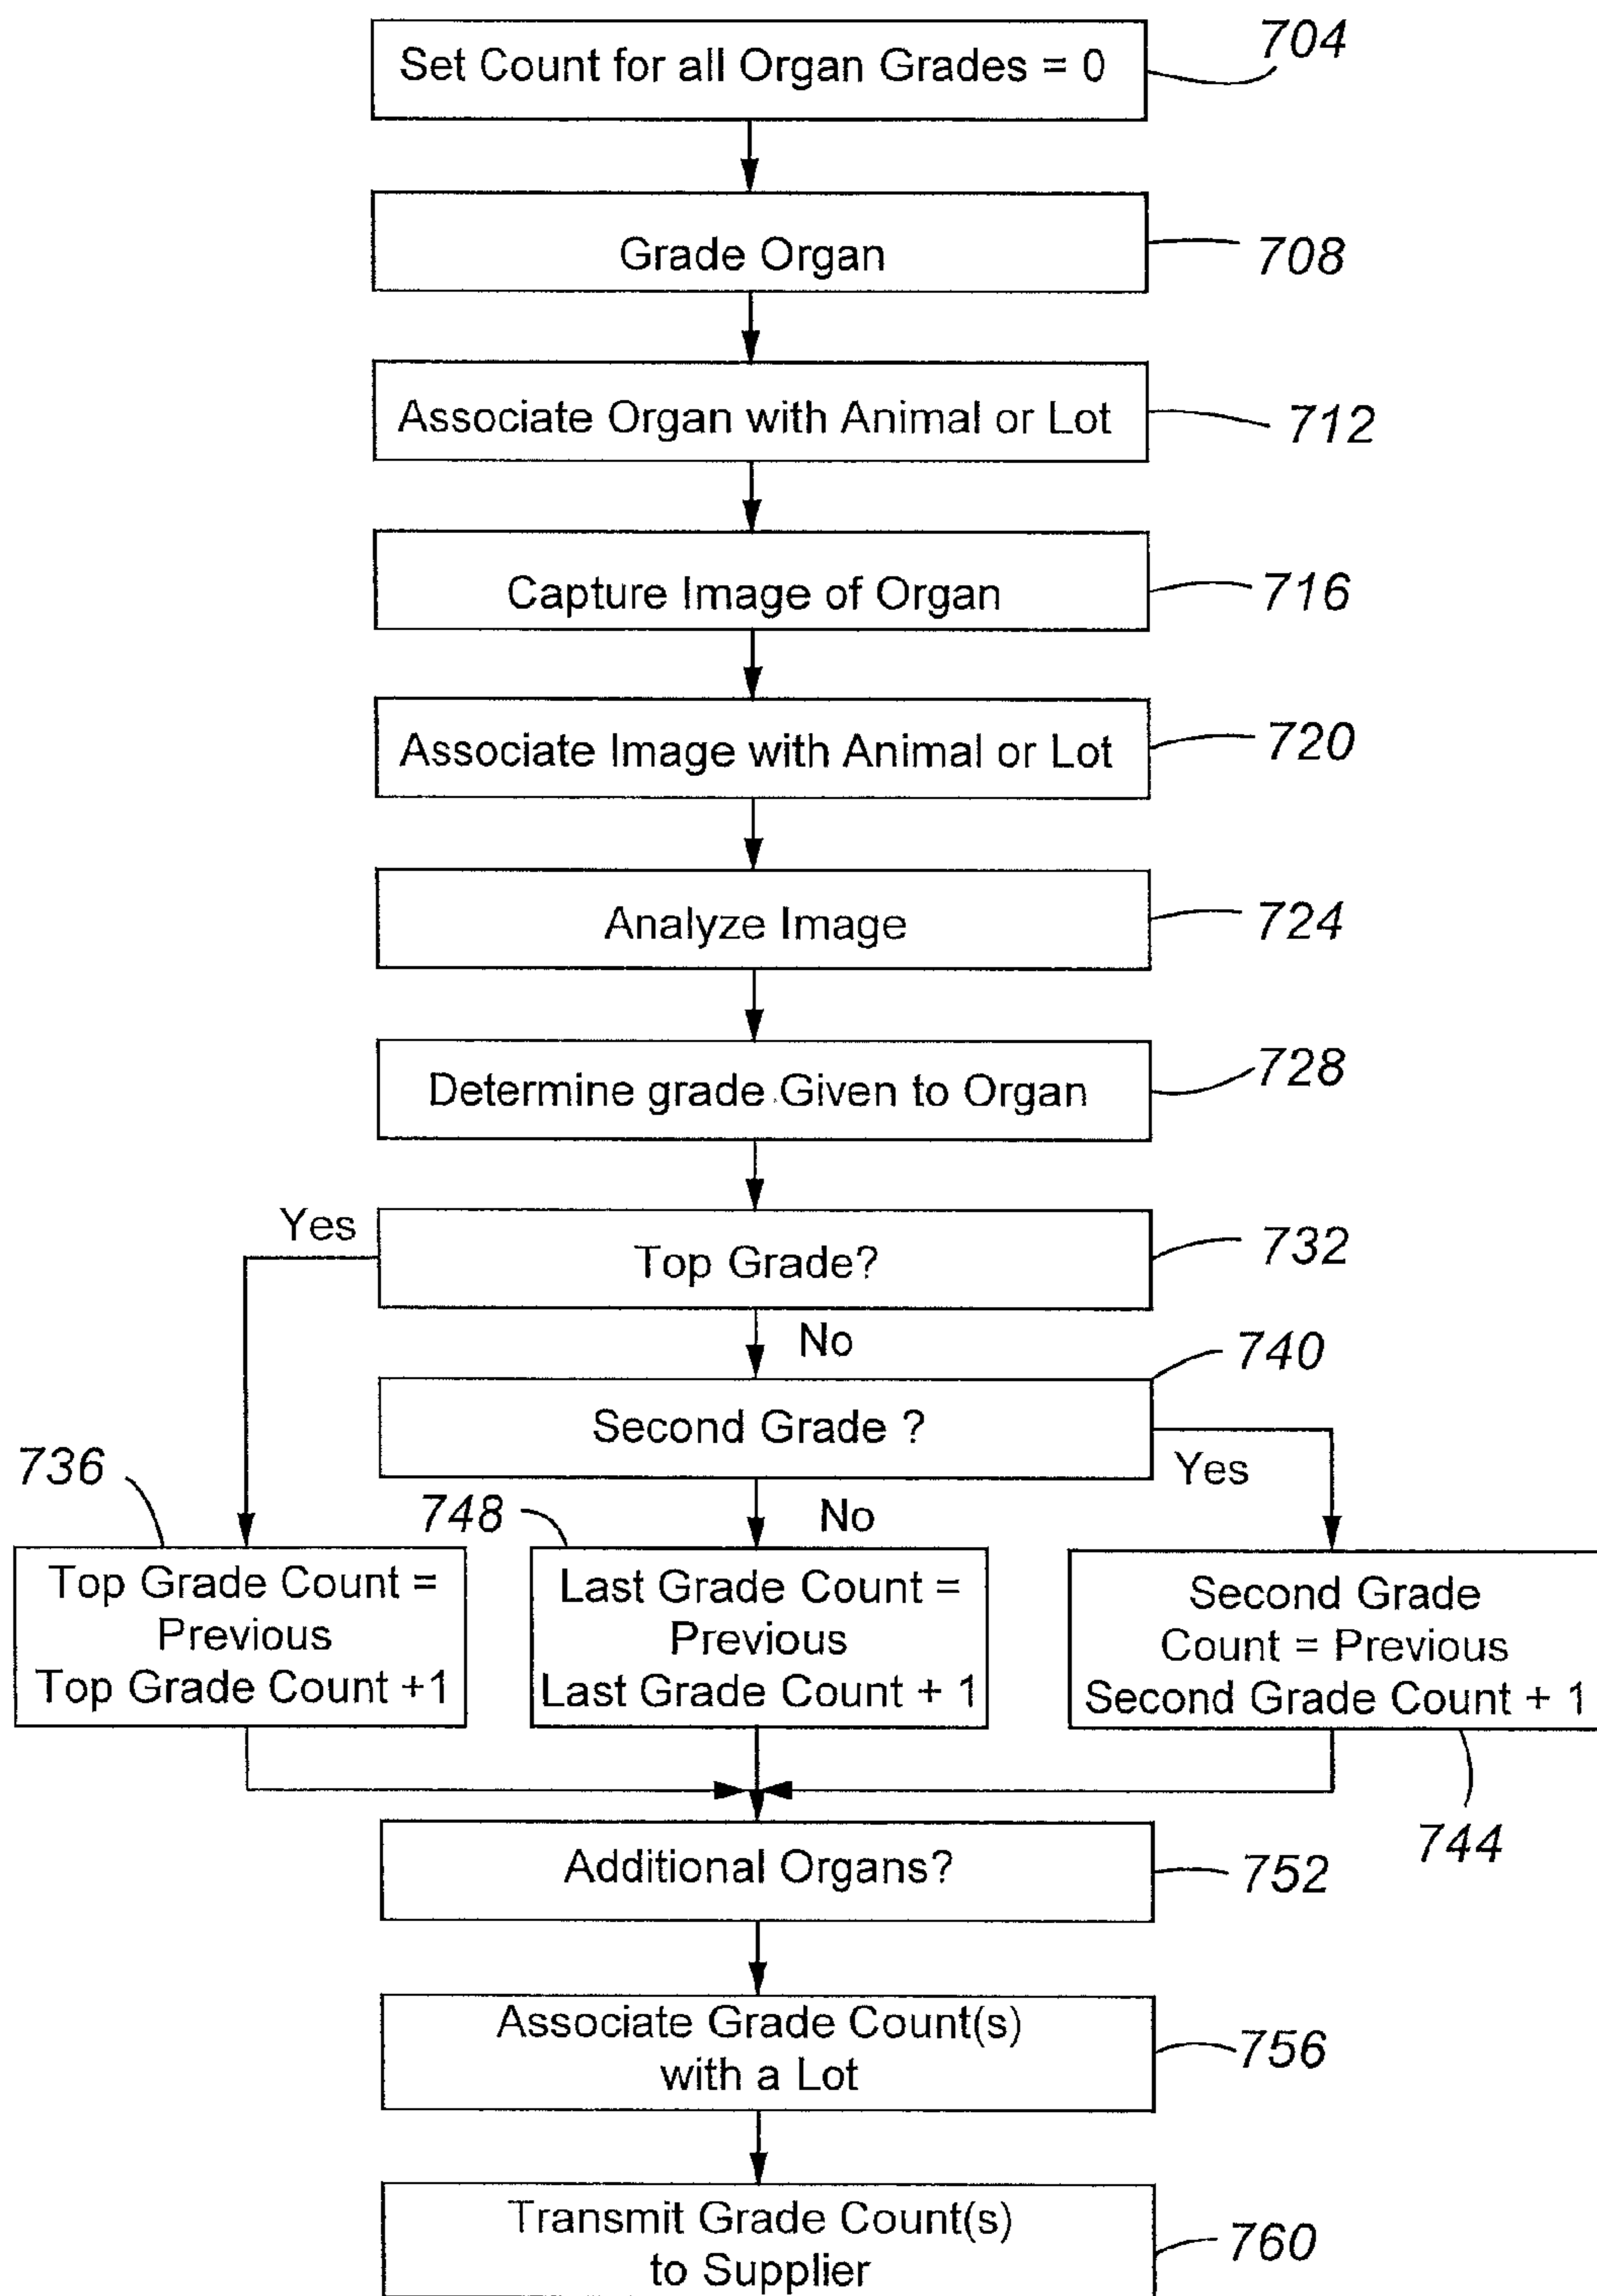 Set Count for all Organ Grades = 0
704
Grade Organ
708
Associate Organ with Animal or Lot
712
Capture Image of Organ
716
Associate Image with Animal or Lot
720
Analyze Image
724
Determine grade Given to Organ
728
Yes
Top Grade?
732
No
740
Second Grade ?
Yes
736
748
No
Top Grade Count =
Previous
Top Grade Count +1
Last Grade Count =
Previous
Last Grade Count + 1
Second Grade
Count = Previous
Second Grade Count + 1
744
Additional Organs?
752
Associate Grade Count(s)
with a Lot
756
Transmit Grade Count(s)
to Supplier
760